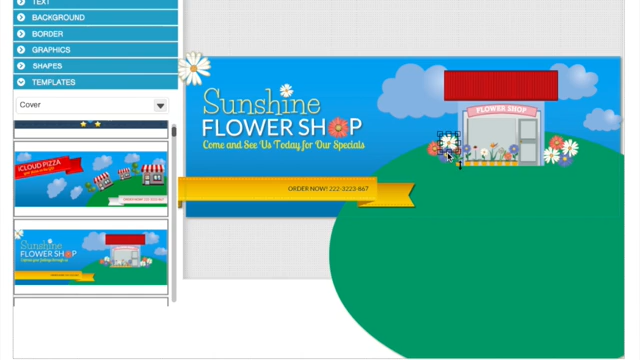 TEXT
BACKGROUND
BORDER
GRAPHICS
SHAPES
TEMPLATES
Cover
ICLOUD PIZZA
Sunshine
FLOWER SHOP
Sunshine
FLOWER SHOP
Come and See Us Today for Our Specials
ORDER NOW! 222-3223-867
FLOWER SHOP